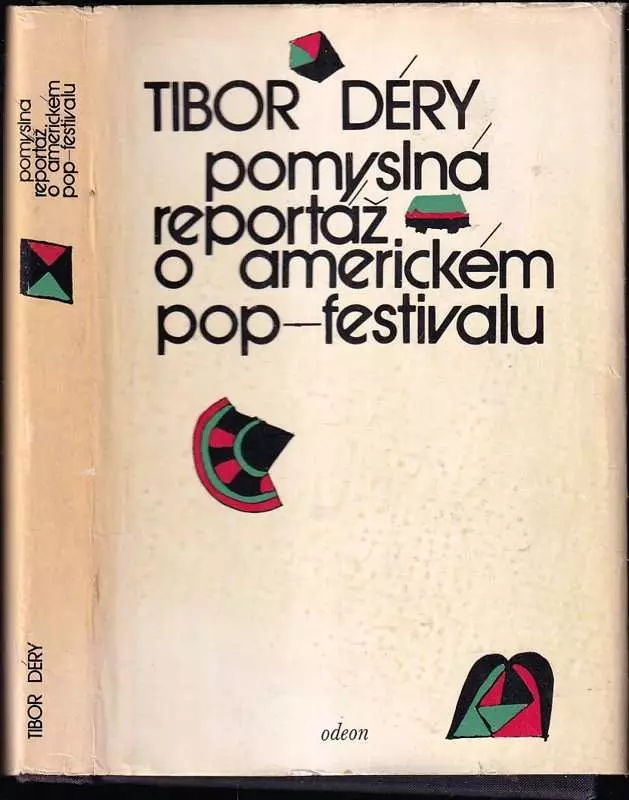 TIBOR DÉRY
pomyslná
reportáž
o americkém
pop-festivalu
odeon
pomyslná
reportáž
o americkém
pop-festivalu
TIBOR DÉRY